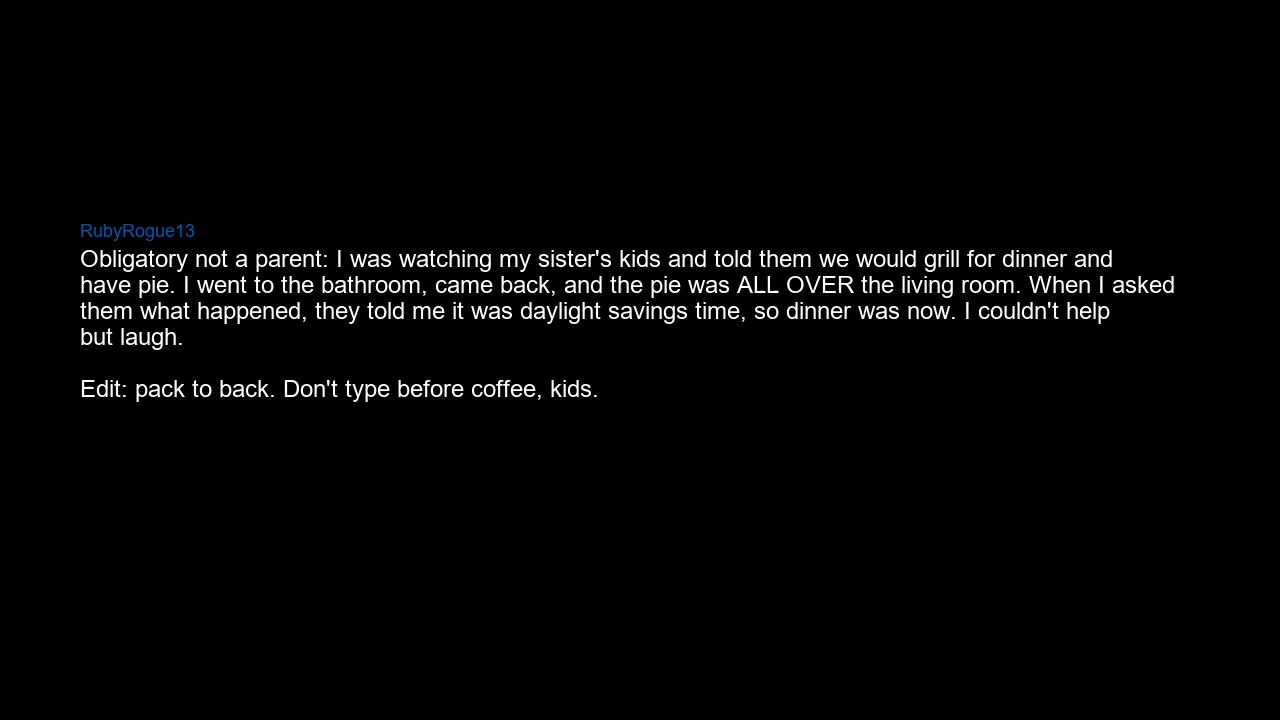 RubyRogue13
Obligatory not a parent: I was watching my sister's kids and told them we would grill for dinner and
have pie. I went to the bathroom, came back, and the pie was ALL OVER the living room. When I asked
them what happened, they told me it was daylight savings time, so dinner was now. I couldn't help
but laugh.
Edit: pack to back. Don't type before coffee, kids.